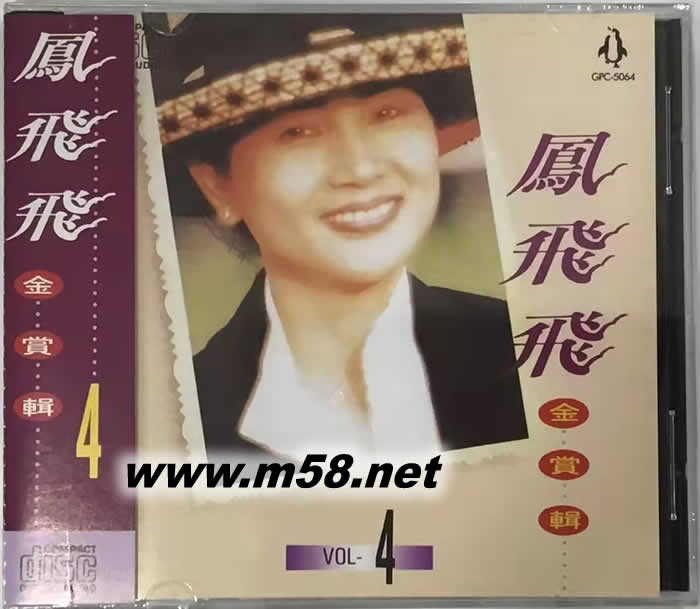 鳳飛飛
金賞輯
4
COMPACT
disc
GPC-5064
鳳飛飛
金賞輯
www.m58.net
VOL-4